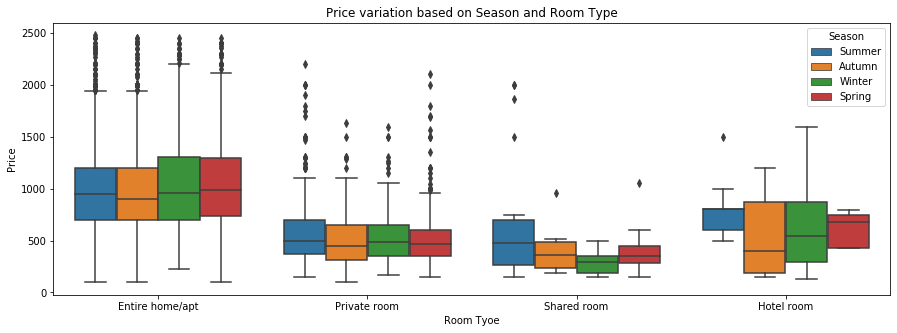 Price variation based on Season and Room Type
Season
Summer
Autumn
Winter
Spring
2500
2000
1500
1000
500
0
Price
Entire home/apt
Private room
Shared room
Hotel room
Room Tyoe